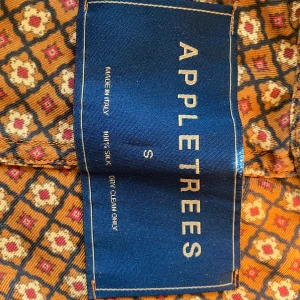 APPLETREES
S
MADE IN ITALY 100% SILK DRY CLEAN ONLY